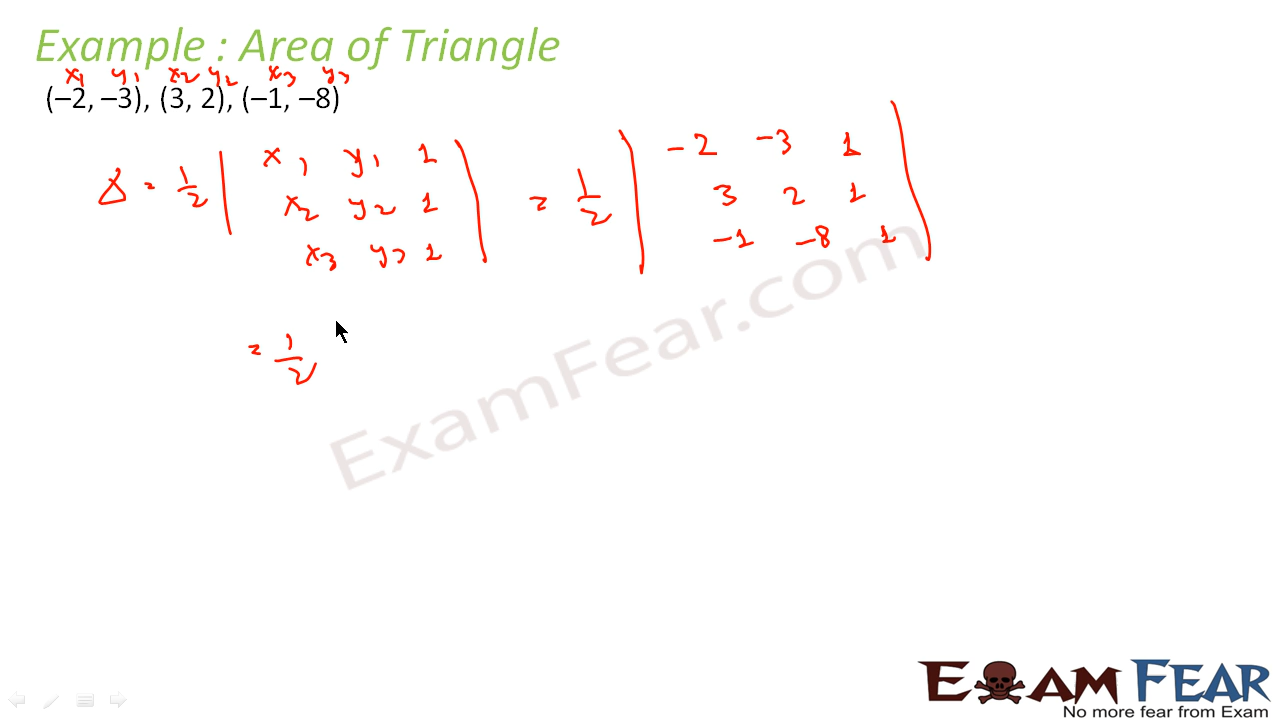 Example : Area of Triangle
x1 y1 x2 y2 x3 y3
(–2, –3), (3, 2), (–1, –8)
Δ = 1/2 | x1 y1 1 | = 1/2 | -2 -3 1 |
x2 y2 1 3 2 1
x3 y3 1 -1 -8 1
= 1/2
ExamFear.com
EXAM FEAR
No more fear from Exam